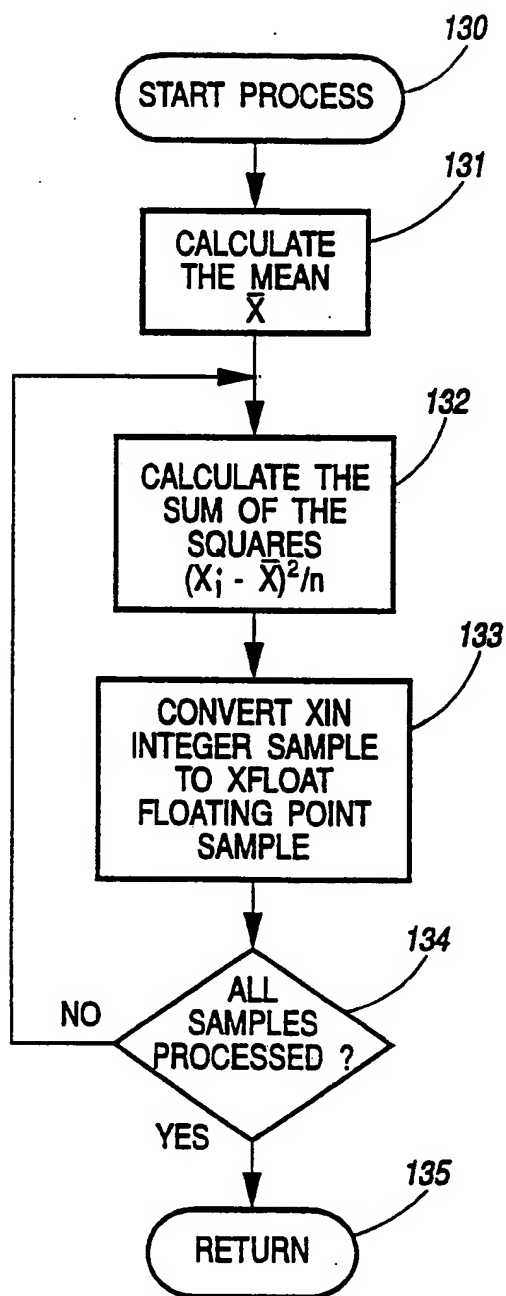 130
START PROCESS
131
CALCULATE
THE MEAN
X̅
132
CALCULATE THE
SUM OF THE
SQUARES
(Xi - X̅)²/n
133
CONVERT XIN
INTEGER SAMPLE
TO XFLOAT
FLOATING POINT
SAMPLE
134
ALL
SAMPLES
PROCESSED ?
NO
YES
135
RETURN